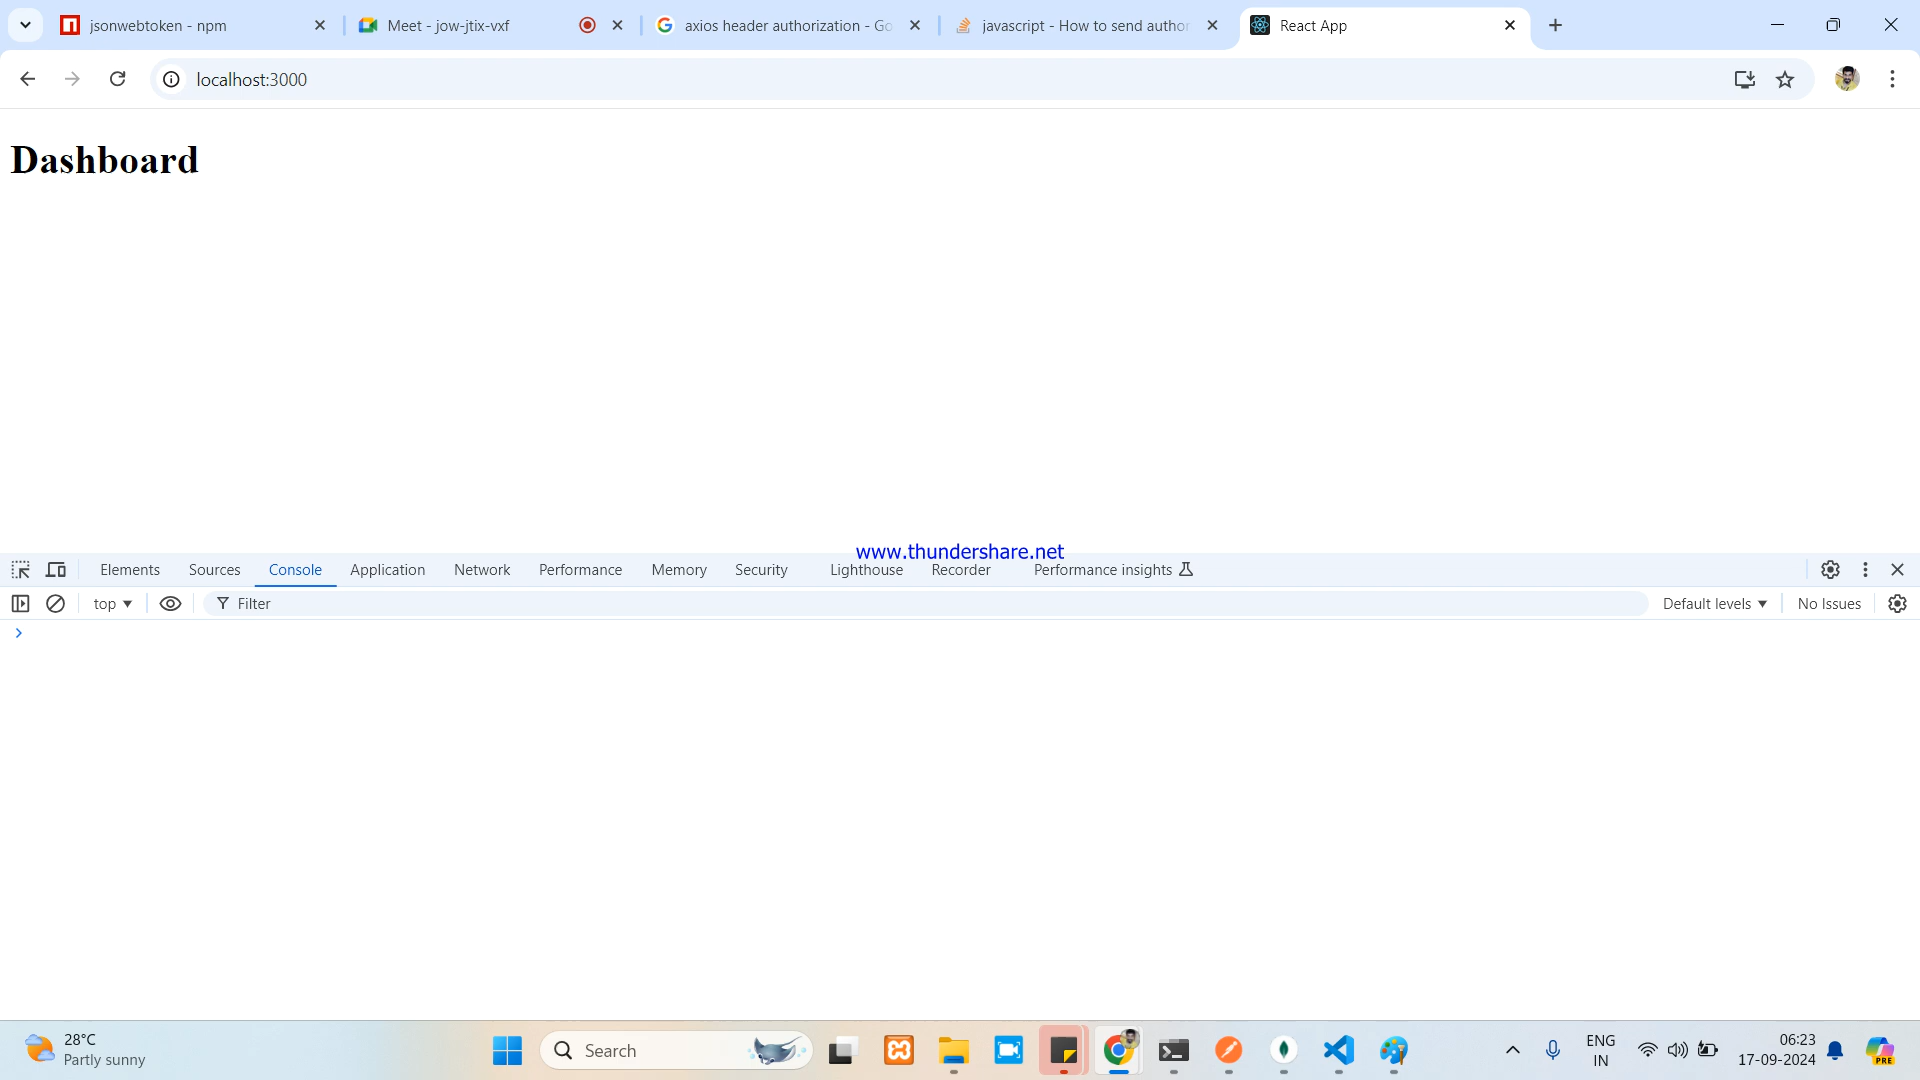 jsonwebtoken - npm
Meet - jow-jtix-vxf
axios header authorization - Go
javascript - How to send author
React App
localhost:3000
Dashboard
www.thundershare.net
Elements Sources Console Application Network Performance Memory Security Lighthouse Recorder Performance insights
top Filter Default levels No Issues
28°C
Partly sunny
Search
PRE
ENG
IN
06:23
17-09-2024